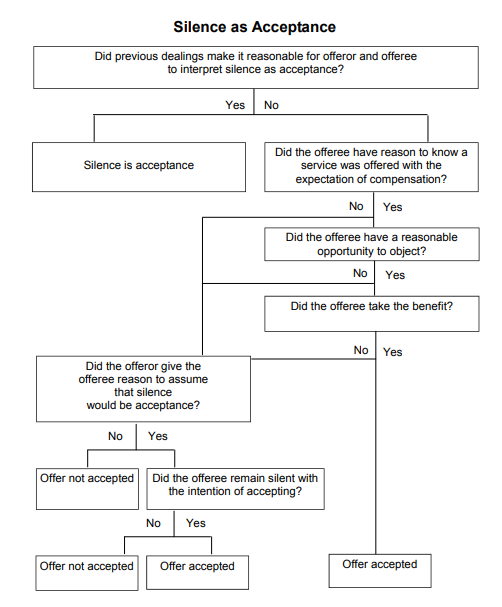 Silence as Acceptance
Did previous dealings make it reasonable for offeror and offeree
to interpret silence as acceptance?
Yes No
Silence is acceptance
Did the offeree have reason to know a
service was offered with the
expectation of compensation?
No Yes
Did the offeree have a reasonable
opportunity to object?
No Yes
Did the offeree take the benefit?
No Yes
Did the offeror give the
offeree reason to assume
that silence
would be acceptance?
No Yes
Offer not accepted
Did the offeree remain silent with
the intention of accepting?
No Yes
Offer not accepted
Offer accepted
Offer accepted